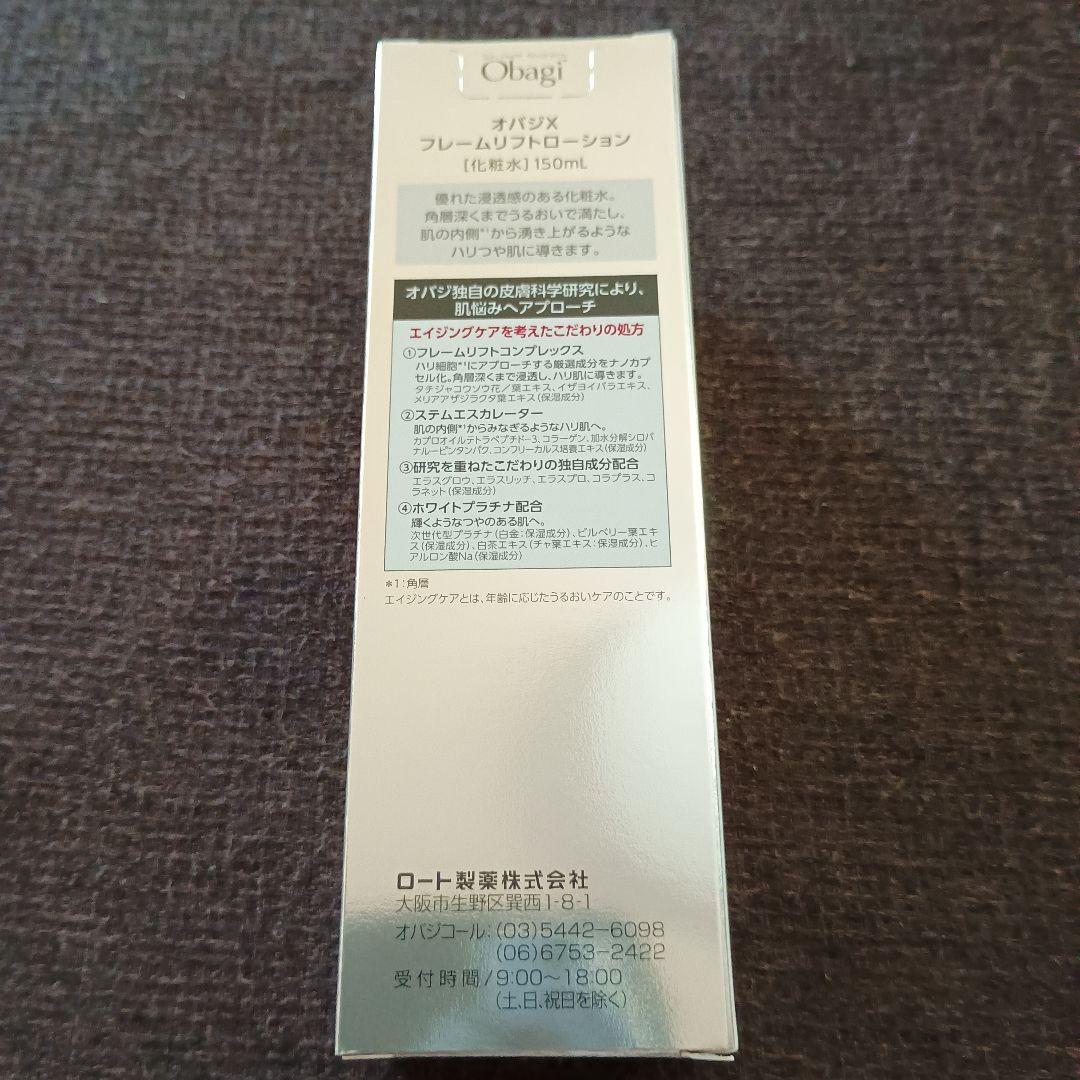 Obagi
オバジX
フレームリフトローション
[化粧水]150mL
優れた浸透感のある化粧水。
角層深くまでうるおいで満たし、
肌の内側*¹から湧き上がるような
ハリつや肌に導きます。
オバジ独自の皮膚科学研究により、
肌悩みへアプローチ
エイジングケアを考えたこだわりの処方
①フレームリフトコンプレックス
ハリ細胞*¹にアプローチする厳選成分をナノカプ
セル化。角層深くまで浸透し、ハリ肌に導きます。
タチジャコウソウ花/葉エキス、イザヨイバラエキス、
メリアアザジラクタ葉エキス(保湿成分)
②ステムエスカレーター
肌の内側*¹からみなぎるようなハリ肌へ。
カプロオイルテトラペプチド-3、コラーゲン、加水分解シロバ
ナルーピンタンパク、コンフリーカルス培養エキス(保湿成分)
③研究を重ねたこだわりの独自成分配合
エラスグロウ、エラスリッチ、エラスプロ、コラプラス、コ
ラネット(保湿成分)
④ホワイトプラチナ配合
輝くようなつやのある肌へ。
次世代型プラチナ(白金:保湿成分)、ビルベリー葉エキ
ス(保湿成分)、白茶エキス(チャ葉エキス:保湿成分)、ヒ
アルロン酸Na(保湿成分)
*1:角層
エイジングケアとは、年齢に応じたうるおいケアのことです。
ロート製薬株式会社
大阪市生野区巽西1-8-1
オバジコール:(03)5442-6098
(06)6753-2422
受付時間/9:00~18:00
(土、日、祝日を除く)